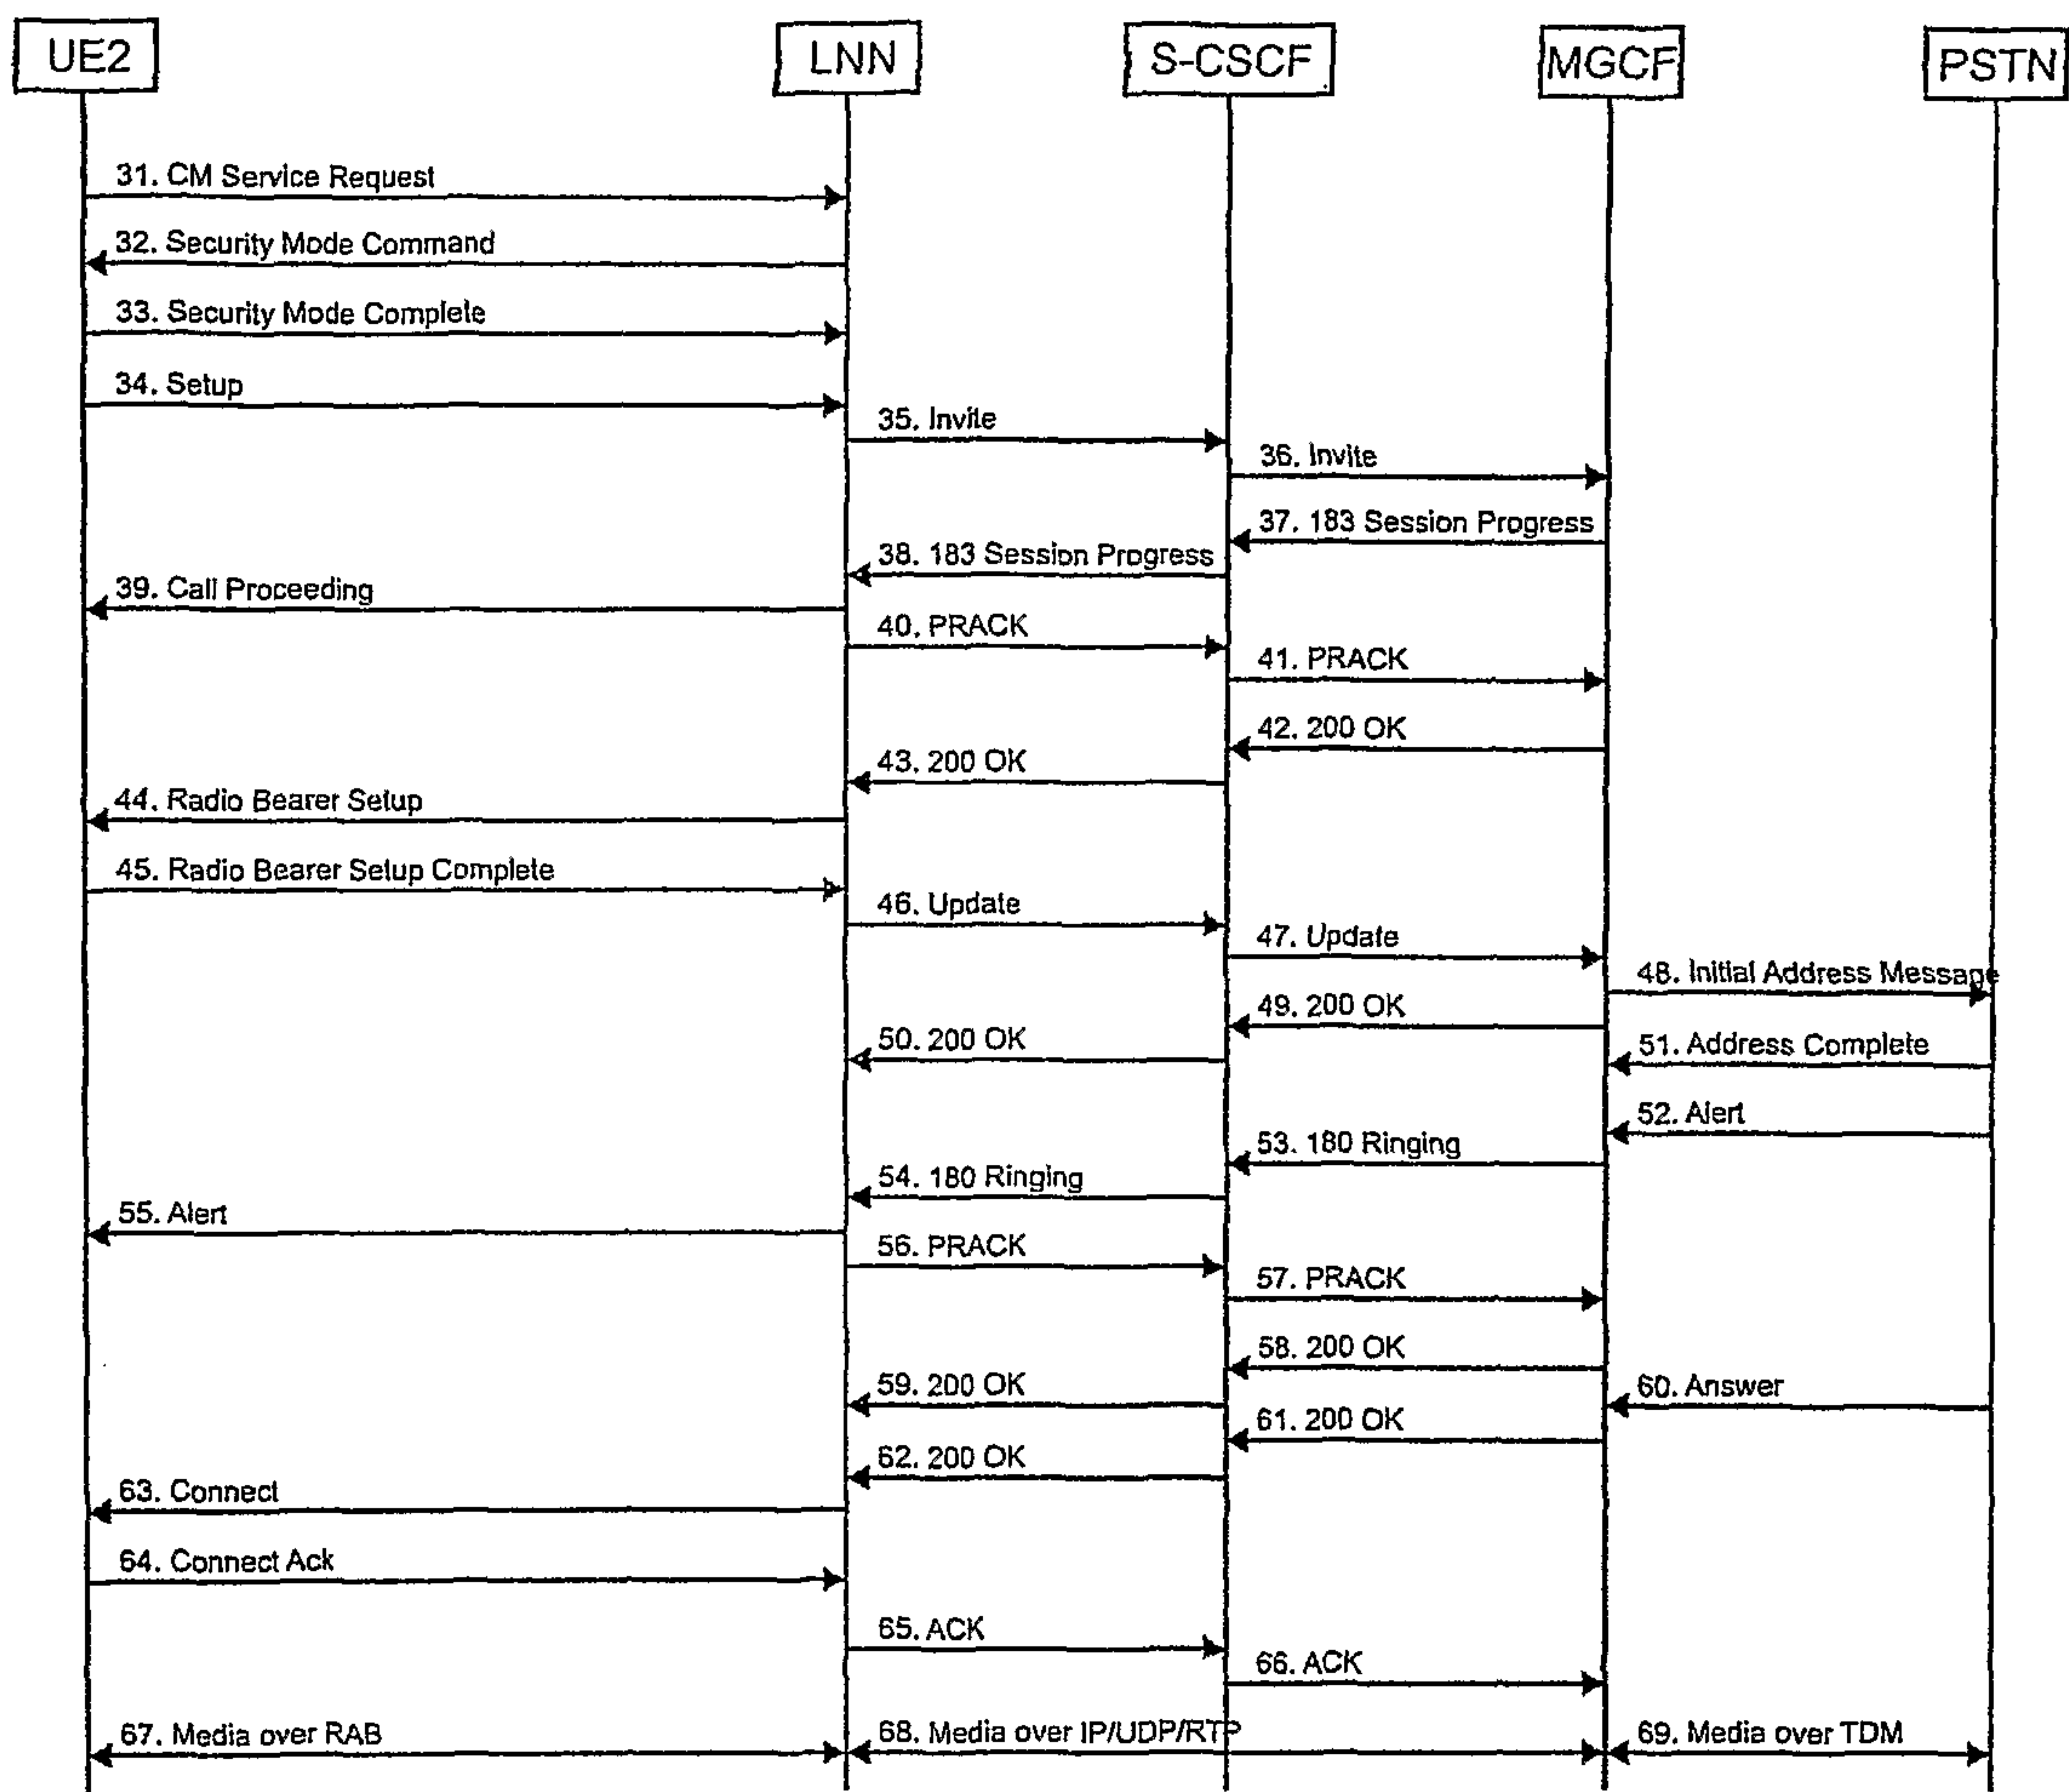 UE2
LNN
S-CSCF
MGCF
PSTN
31. CM Service Request
32. Security Mode Command
33. Security Mode Complete
34. Setup
35. Invite
36. Invite
37. 183 Session Progress
38. 183 Session Progress
39. Call Proceeding
40. PRACK
41. PRACK
42. 200 OK
43. 200 OK
44. Radio Bearer Setup
45. Radio Bearer Setup Complete
46. Update
47. Update
48. Initial Address Message
49. 200 OK
50. 200 OK
51. Address Complete
52. Alert
53. 180 Ringing
54. 180 Ringing
55. Alert
56. PRACK
57. PRACK
58. 200 OK
59. 200 OK
60. Answer
61. 200 OK
62. 200 OK
63. Connect
64. Connect Ack
65. ACK
66. ACK
67. Media over RAB
68. Media over IP/UDP/RTP
69. Media over TDM